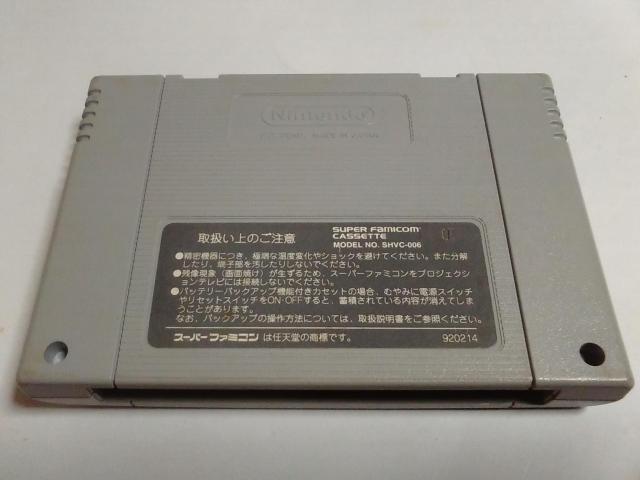 Nintendo
MADE IN JAPAN
取扱い上のご注意
SUPER FAMICOM
CASSETTE
MODEL NO. SHVC-006
●精密機器につき、極端な温度変化やショックを避けてください。また分解
したり、端子部を汚したりしないでください。
●残像現象（画面焼け）が生ずるため、スーパーファミコンをプロジェクシ
ョンテレビには接続しないでください。
●バッテリーバックアップ機能付きカセットの場合、むやみに電源スイッチ
やリセットスイッチをON・OFFすると、蓄積されている内容が消えてしま
うことがあります。
なお、バックアップの操作方法については、取扱説明書をご参照ください。
スーパーファミコン は任天堂の商標です。
920214